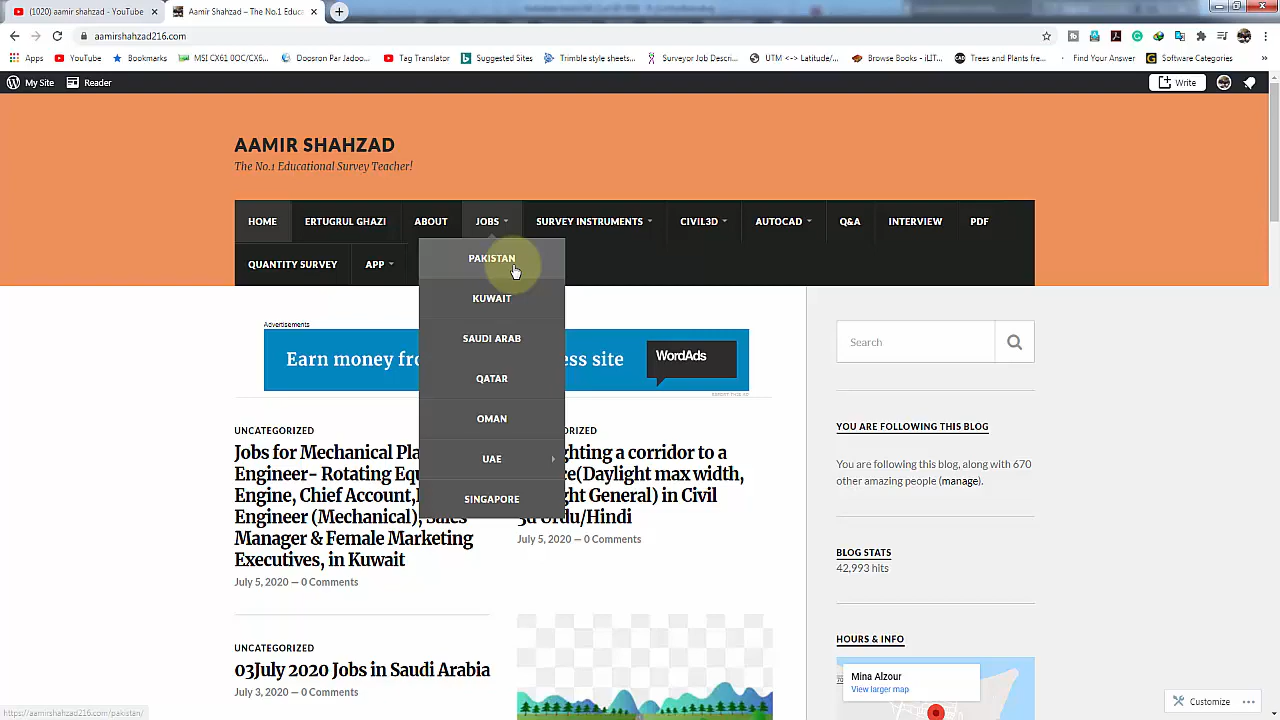 (1020) aamir shahzad - YouTube
Aamir Shahzad – The No.1 Educ
aamirshahzad216.com
Apps
YouTube
Bookmarks
MSI CX61 0OC/CX6...
Doosron Par Jadoo...
Tag Translator
Suggested Sites
Trimble style sheets...
Surveyor Job Descri...
UTM <-> Latitude/...
Browse Books - iLIT...
Trees and Plants fre...
Find Your Answer
Software Categories
My Site
Reader
Write
AAMIR SHAHZAD
The No.1 Educational Survey Teacher!
HOME
ERTUGRUL GHAZI
ABOUT
JOBS
SURVEY INSTRUMENTS
CIVIL3D
AUTOCAD
Q&A
INTERVIEW
PDF
QUANTITY SURVEY
APP
PAKISTAN
KUWAIT
SAUDI ARAB
QATAR
OMAN
UAE
SINGAPORE
Advertisements
Earn money fro
ess site
WordAds
REPORT THIS AD
UNCATEGORIZED
Jobs for Mechanical Pla
Engineer- Rotating Equ
Engine, Chief Account,
Engineer (Mechanical), Sales
Manager & Female Marketing
Executives, in Kuwait
July 5, 2020 — 0 Comments
ORIZED
ghting a corridor to a
ce(Daylight max width,
ght General) in Civil
3d Urdu/Hindi
July 5, 2020 — 0 Comments
UNCATEGORIZED
03July 2020 Jobs in Saudi Arabia
July 3, 2020 — 0 Comments
Search
YOU ARE FOLLOWING THIS BLOG
You are following this blog, along with 670
other amazing people (manage).
BLOG STATS
42,993 hits
HOURS & INFO
Mina Alzour
View larger map
Customize
https://aamirshahzad216.com/pakistan/